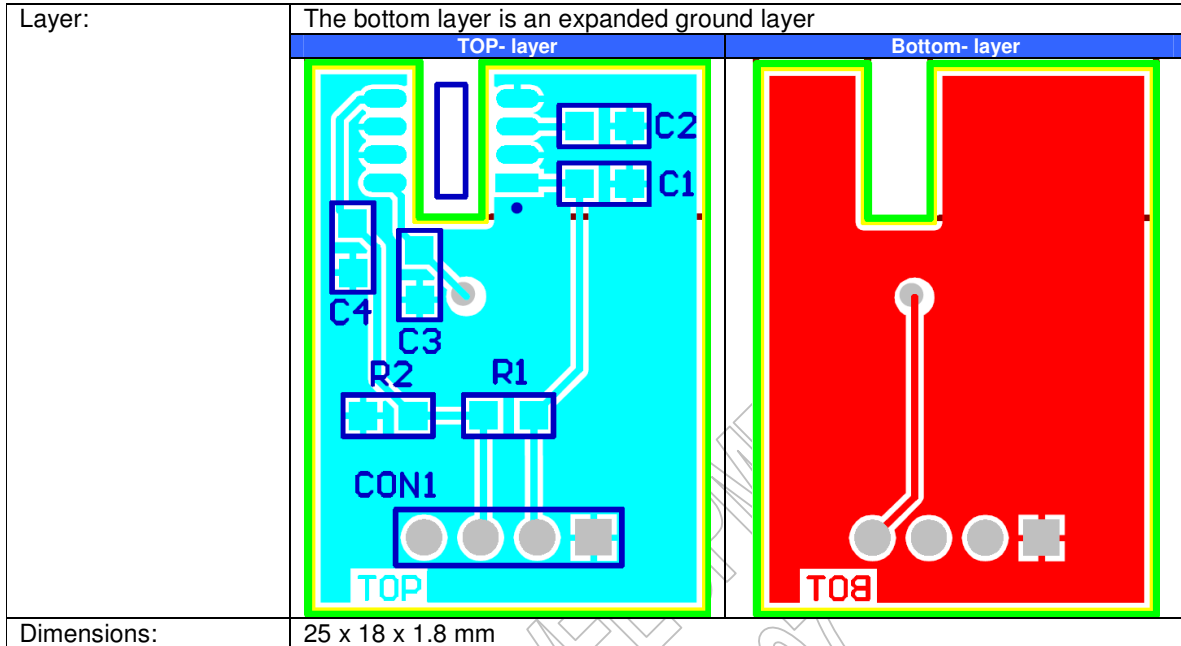 Layer: The bottom layer is an expanded ground layer
TOP- layer Bottom- layer
C2
C1
C4
C3
R2 R1
CON1
TOP BOT
Dimensions: 25 x 18 x 1.8 mm